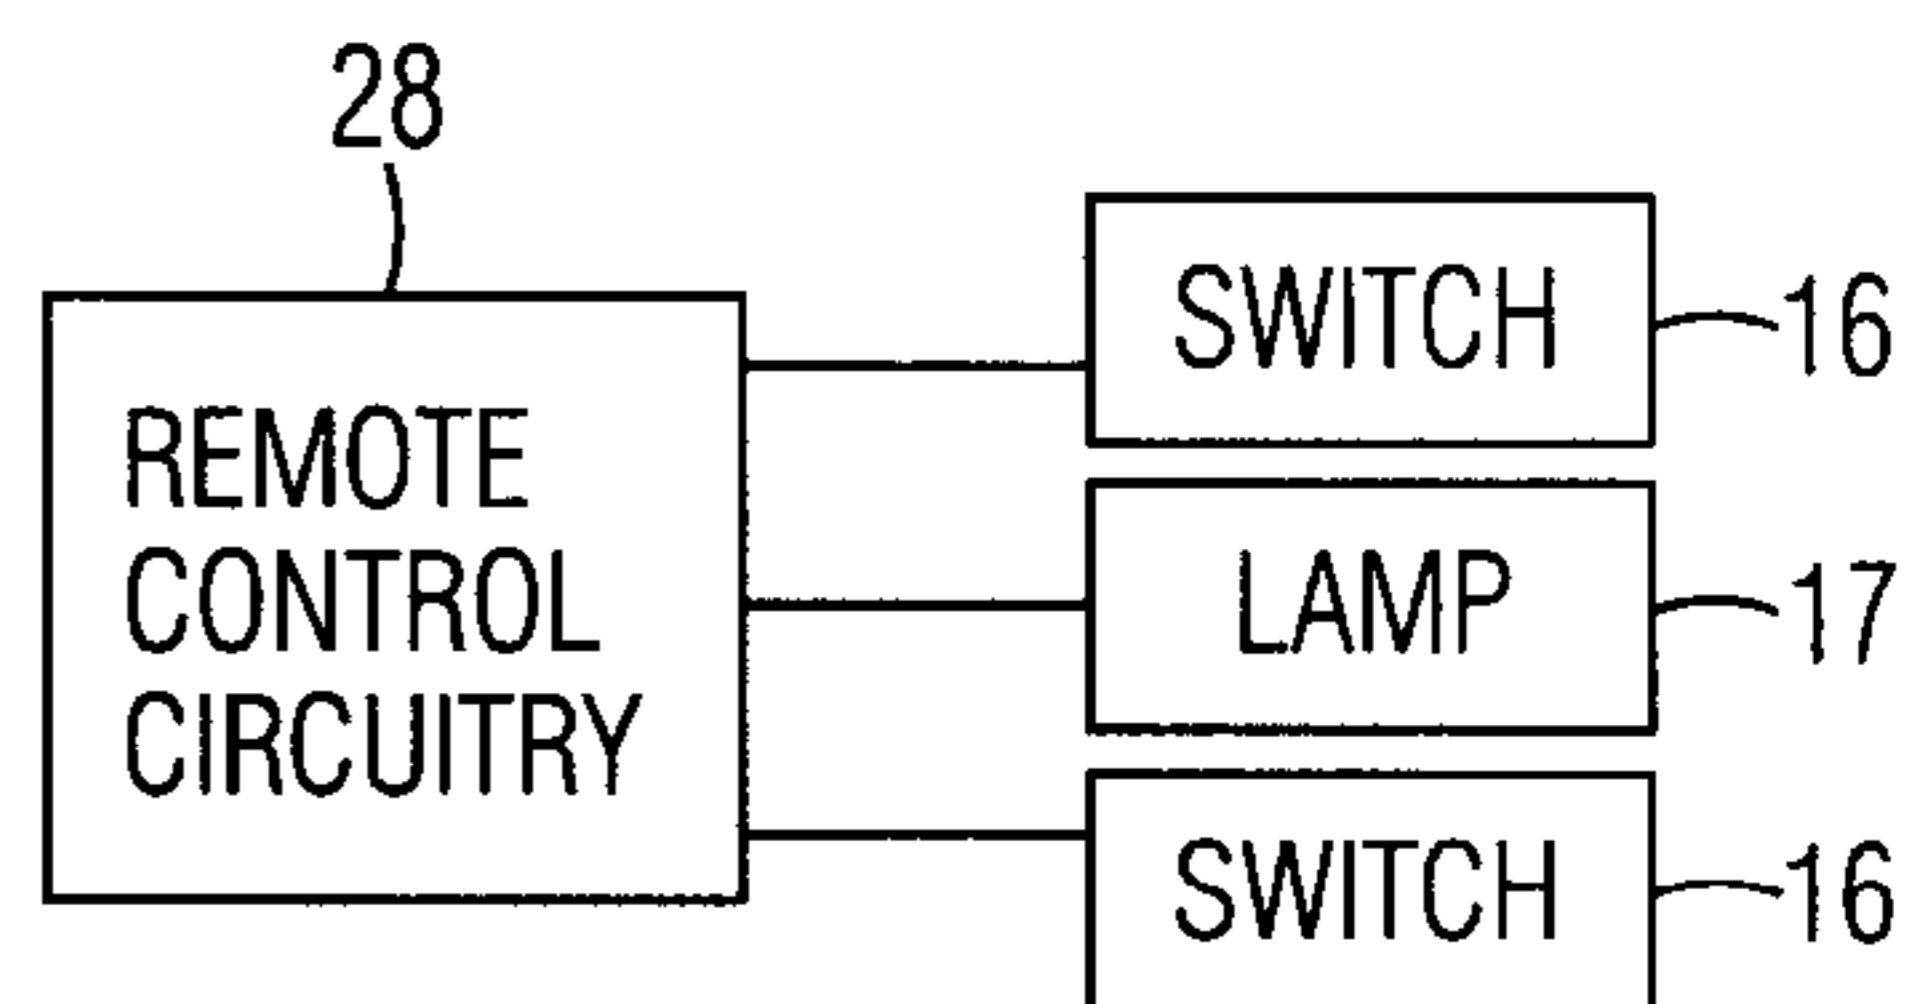 28
SWITCH
16
REMOTE
CONTROL
CIRCUITRY
LAMP
17
SWITCH
16